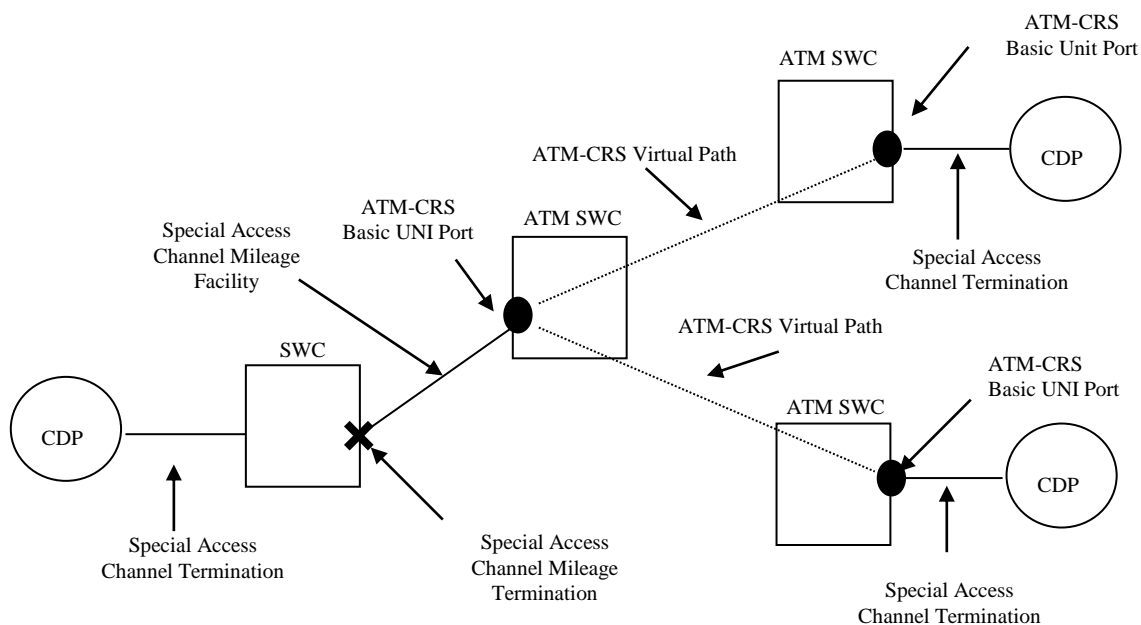 ATM-CRS
Basic Unit Port
ATM SWC
CDP
ATM-CRS Virtual Path
ATM-CRS
Basic UNI Port
ATM SWC
Special Access
Channel Mileage
Facility
Special Access
Channel Termination
ATM-CRS Virtual Path
SWC
ATM-CRS
Basic UNI Port
ATM SWC
CDP
CDP
Special Access
Channel Termination
Special Access
Channel Mileage
Termination
Special Access
Channel Termination